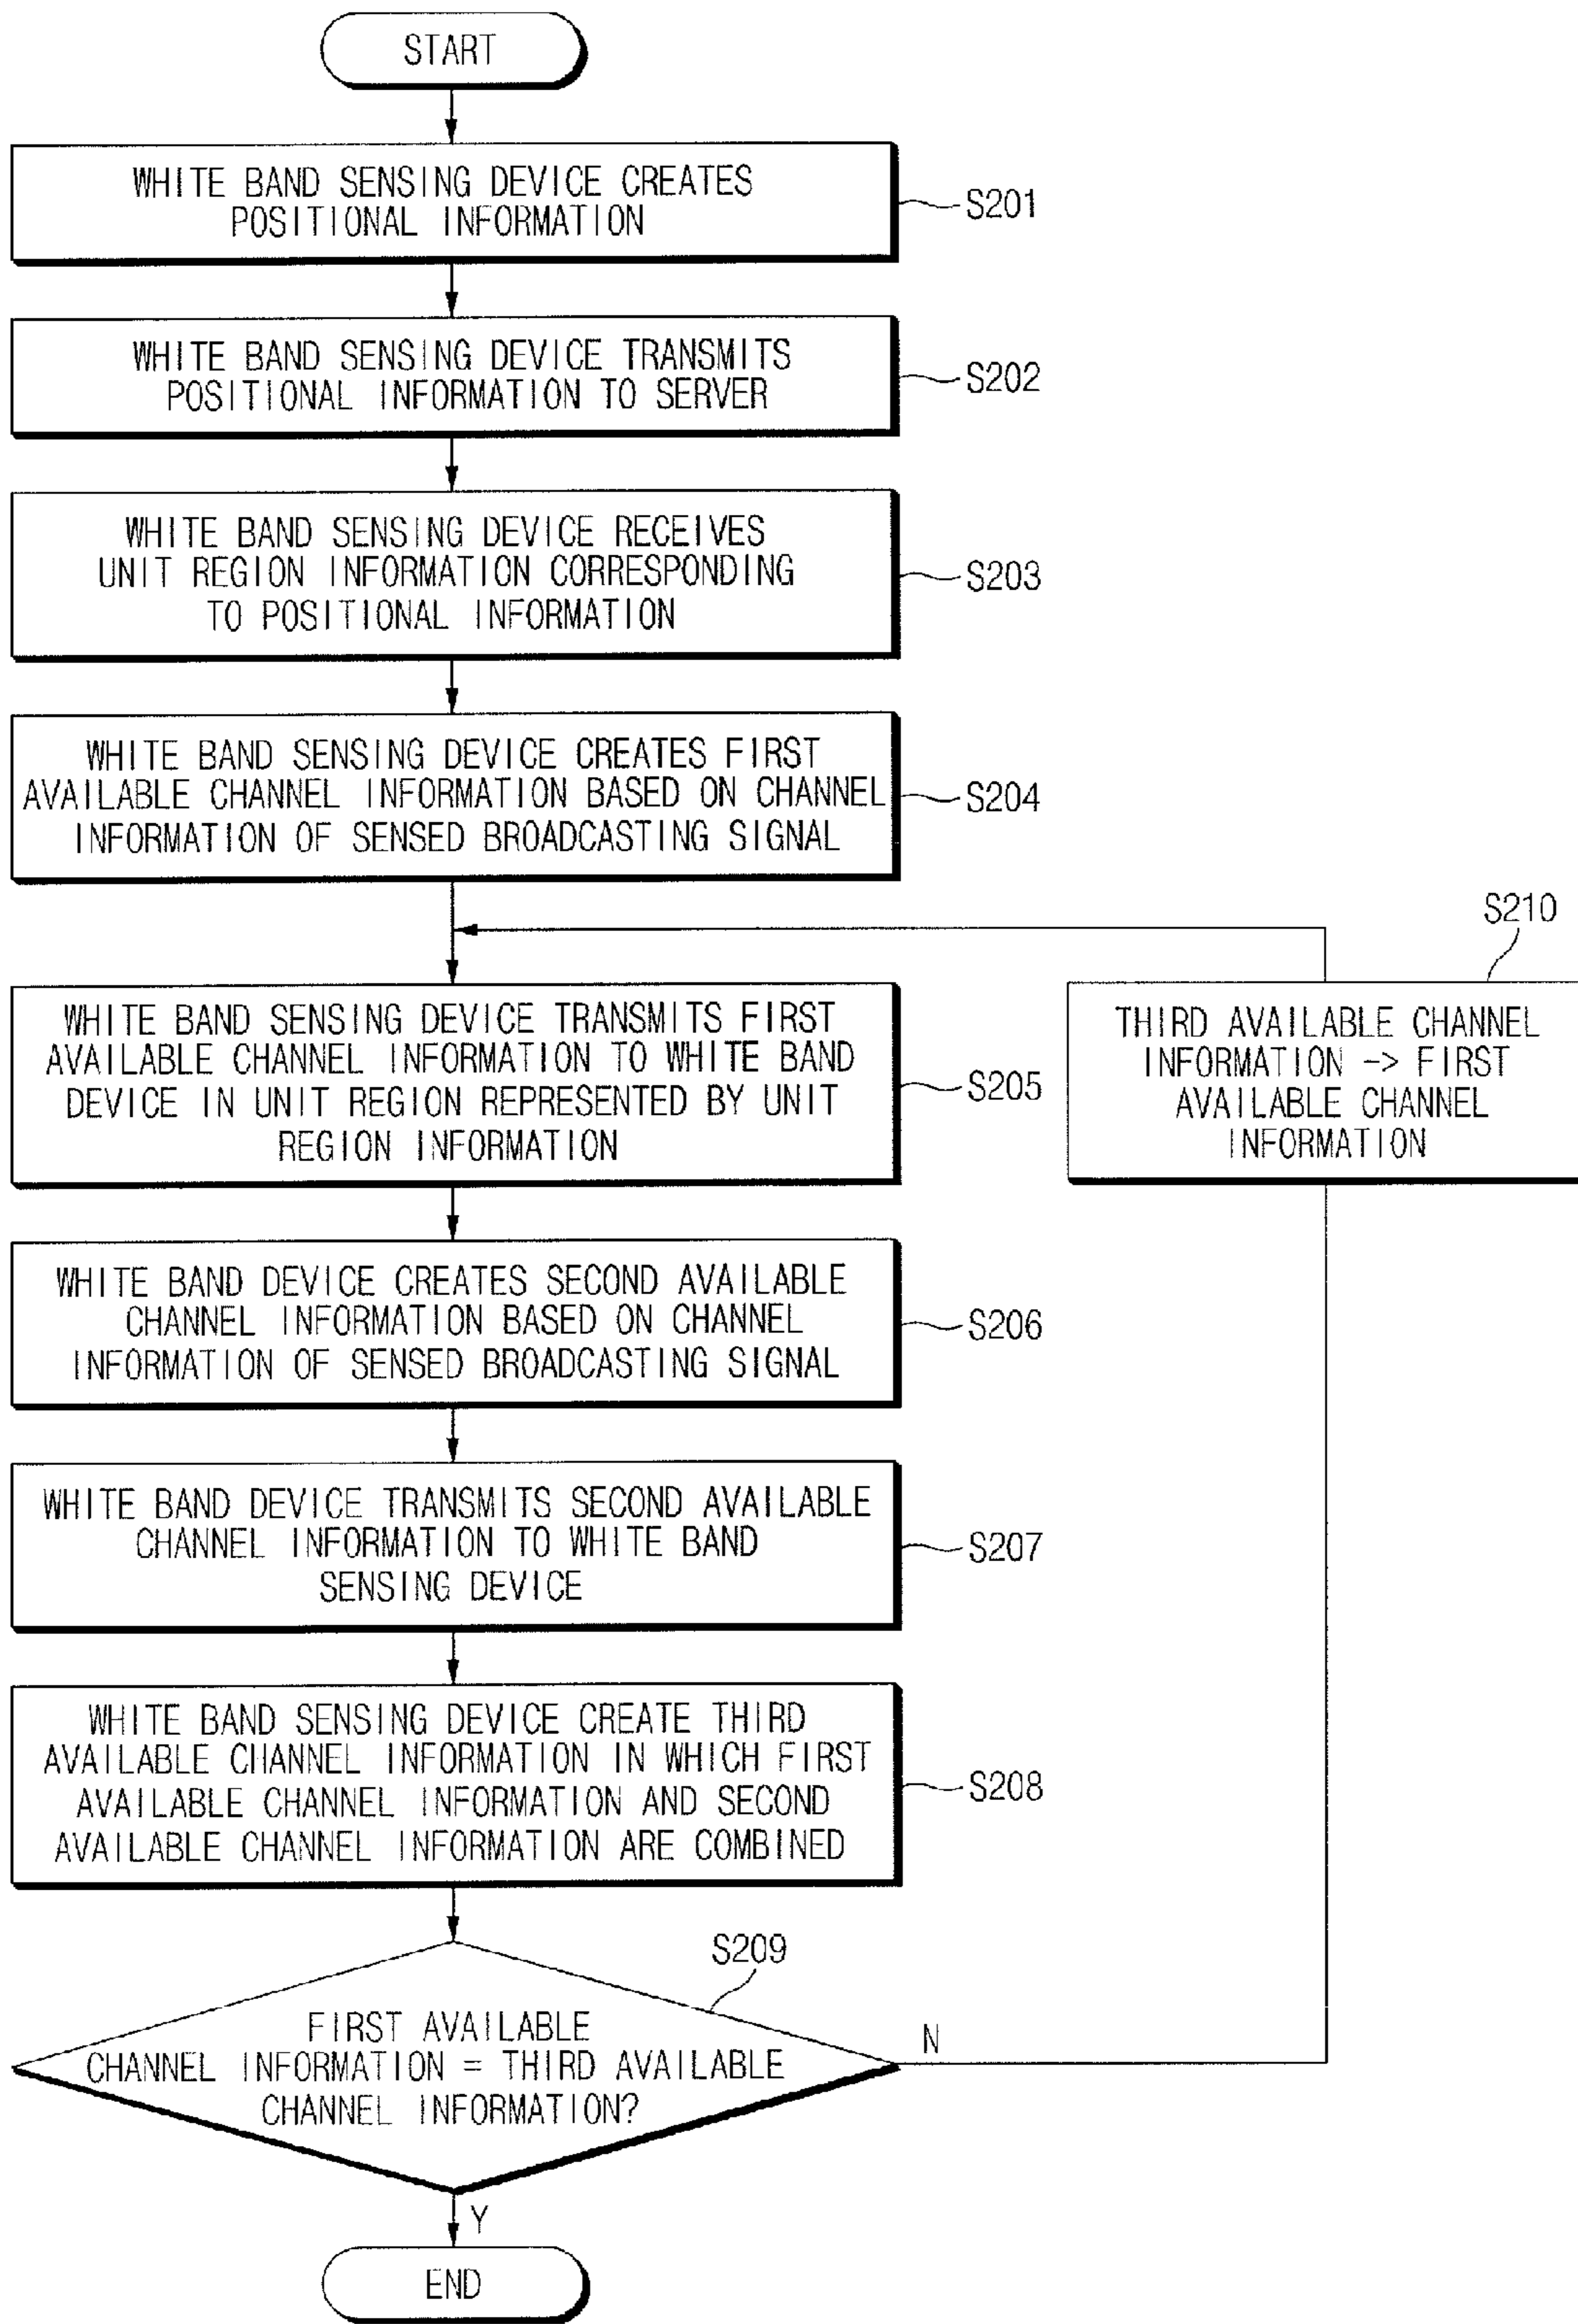 START
WHITE BAND SENSING DEVICE CREATES
POSITIONAL INFORMATION
S201
WHITE BAND SENSING DEVICE TRANSMITS
POSITIONAL INFORMATION TO SERVER
S202
WHITE BAND SENSING DEVICE RECEIVES
UNIT REGION INFORMATION CORRESPONDING
TO POSITIONAL INFORMATION
S203
WHITE BAND SENSING DEVICE CREATES FIRST
AVAILABLE CHANNEL INFORMATION BASED ON CHANNEL
INFORMATION OF SENSED BROADCASTING SIGNAL
S204
S210
THIRD AVAILABLE CHANNEL
INFORMATION -> FIRST
AVAILABLE CHANNEL
INFORMATION
WHITE BAND SENSING DEVICE TRANSMITS FIRST
AVAILABLE CHANNEL INFORMATION TO WHITE BAND
DEVICE IN UNIT REGION REPRESENTED BY UNIT
REGION INFORMATION
S205
WHITE BAND DEVICE CREATES SECOND AVAILABLE
CHANNEL INFORMATION BASED ON CHANNEL
INFORMATION OF SENSED BROADCASTING SIGNAL
S206
WHITE BAND DEVICE TRANSMITS SECOND AVAILABLE
CHANNEL INFORMATION TO WHITE BAND
SENSING DEVICE
S207
WHITE BAND SENSING DEVICE CREATE THIRD
AVAILABLE CHANNEL INFORMATION IN WHICH FIRST
AVAILABLE CHANNEL INFORMATION AND SECOND
AVAILABLE CHANNEL INFORMATION ARE COMBINED
S208
S209
FIRST AVAILABLE
CHANNEL INFORMATION = THIRD AVAILABLE
CHANNEL INFORMATION?
N
Y
END